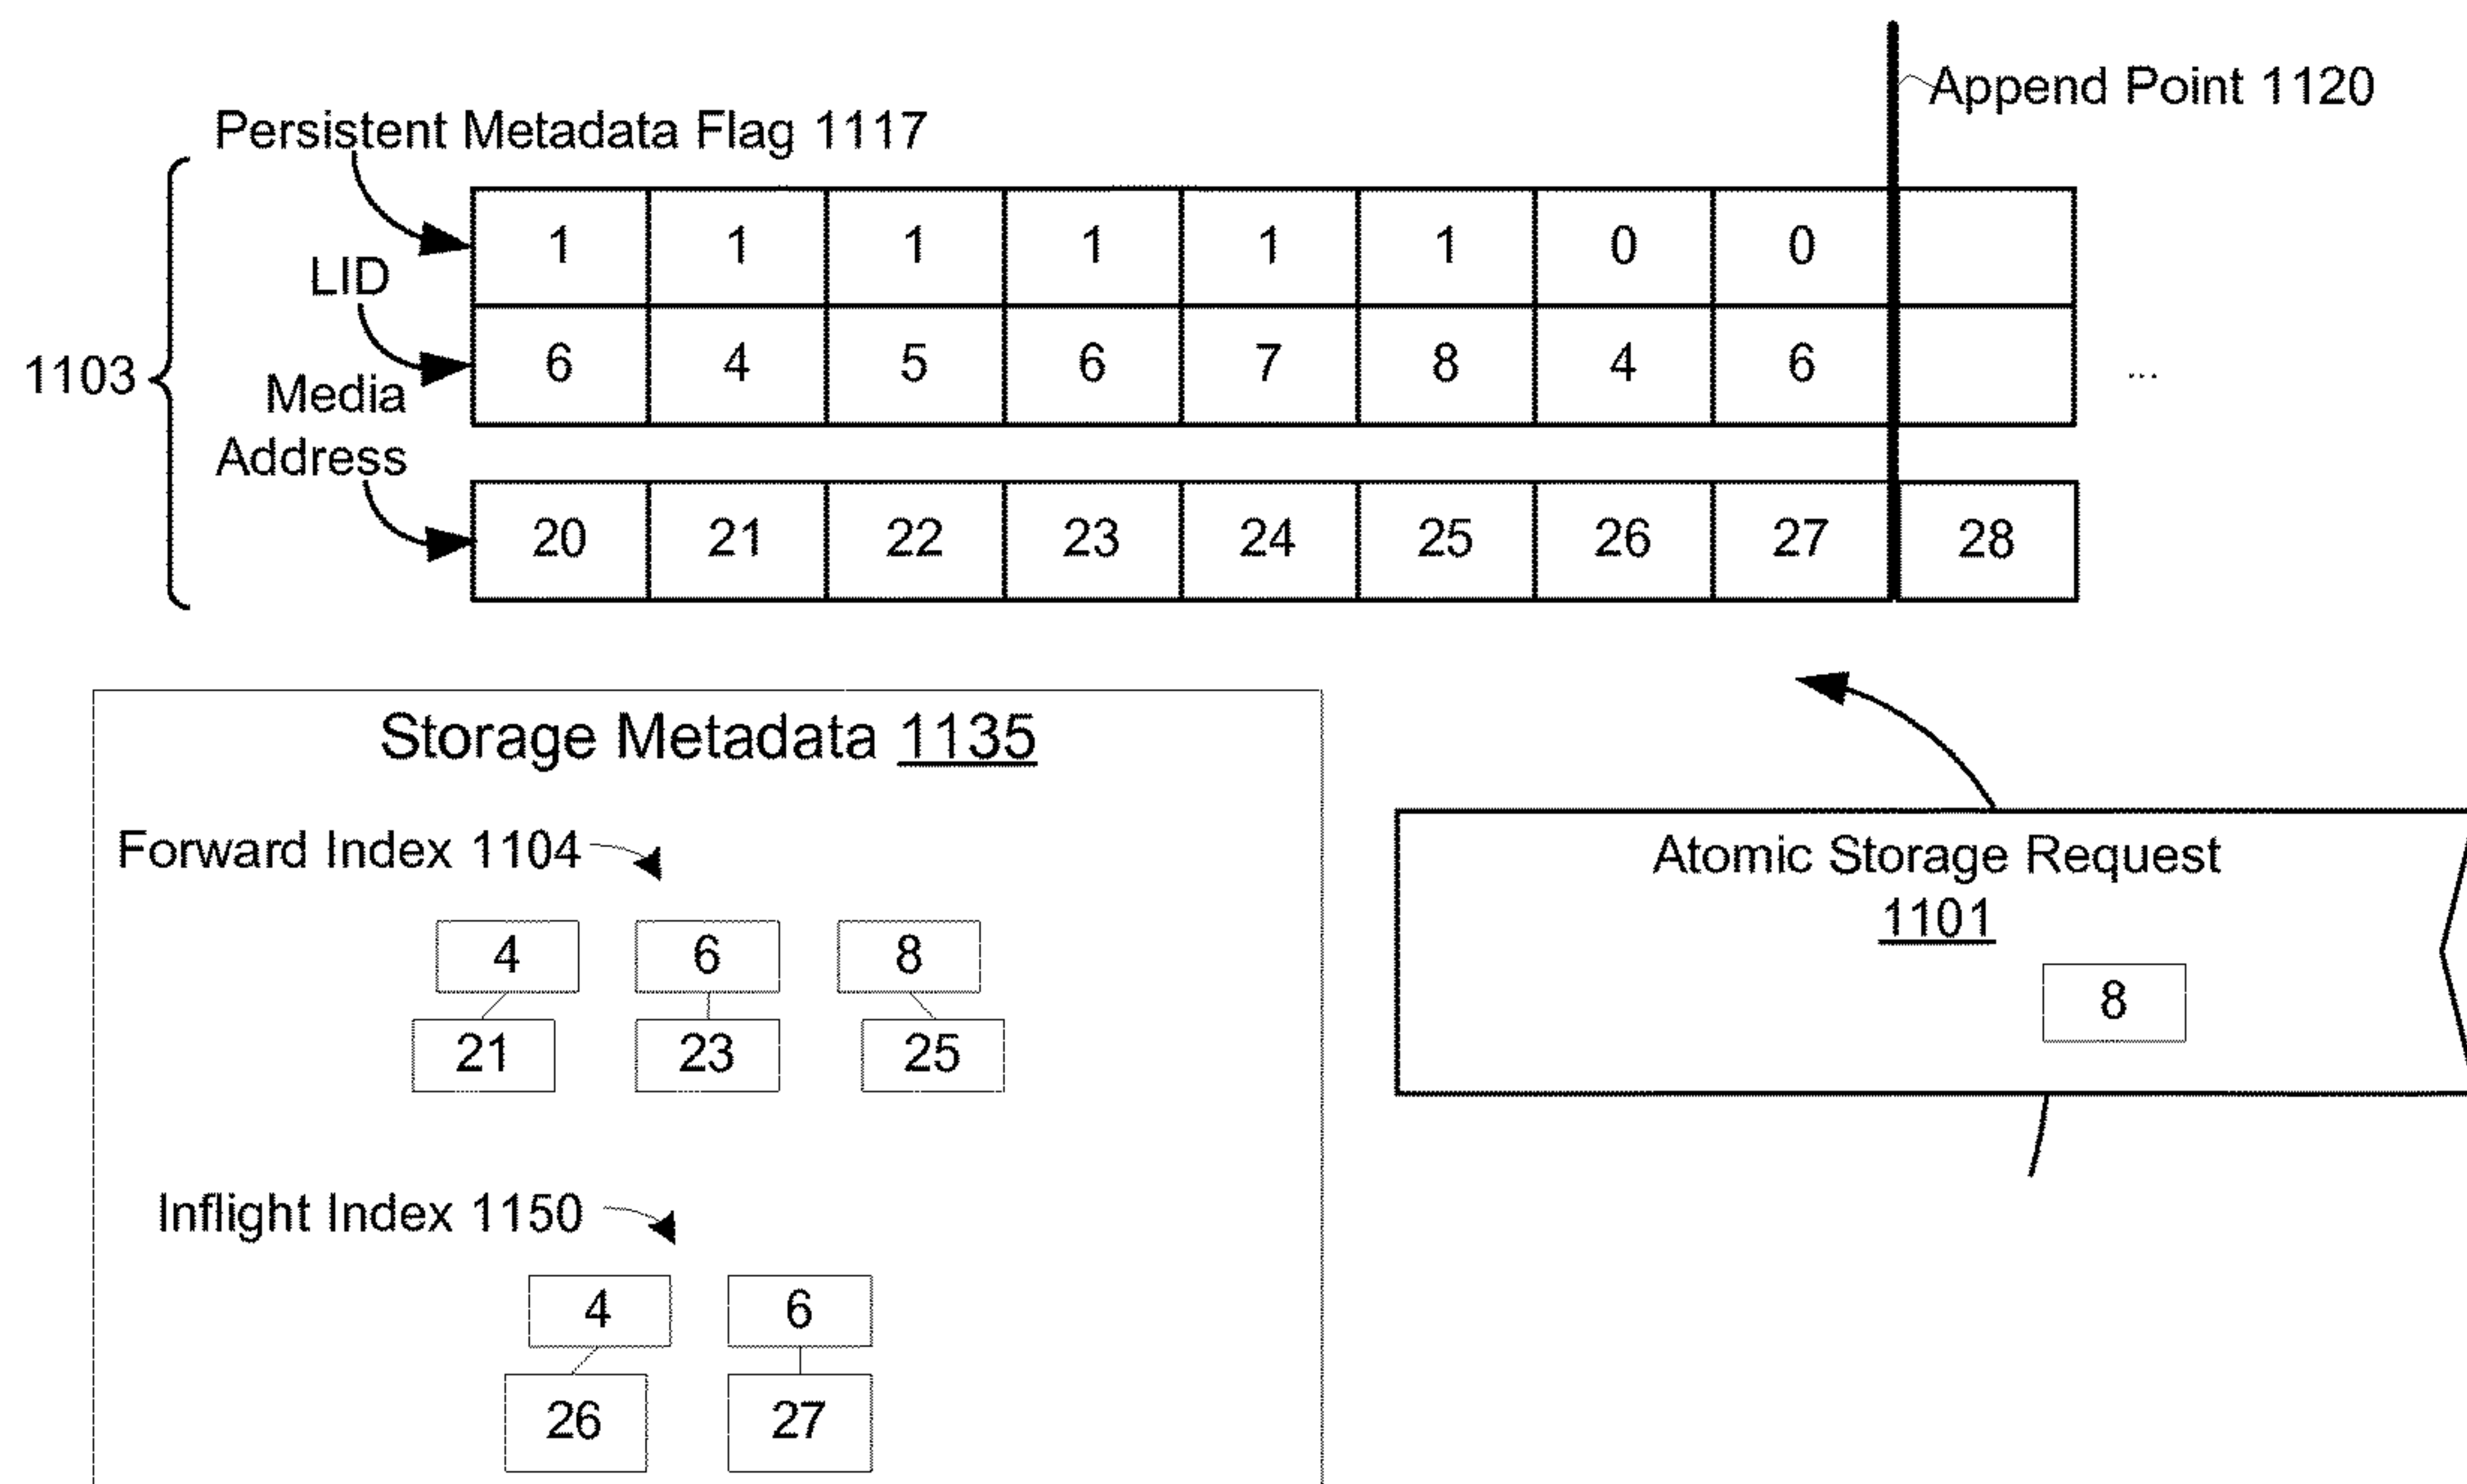 Append Point 1120
Persistent Metadata Flag 1117
1 1 1 1 1 1 0 0
LID
6 4 5 6 7 8 4 6 ...
1103
Media
Address
20 21 22 23 24 25 26 27 28
Storage Metadata 1135
Forward Index 1104
4 6 8
21 23 25
Inflight Index 1150
4 6
26 27
Atomic Storage Request
1101
8